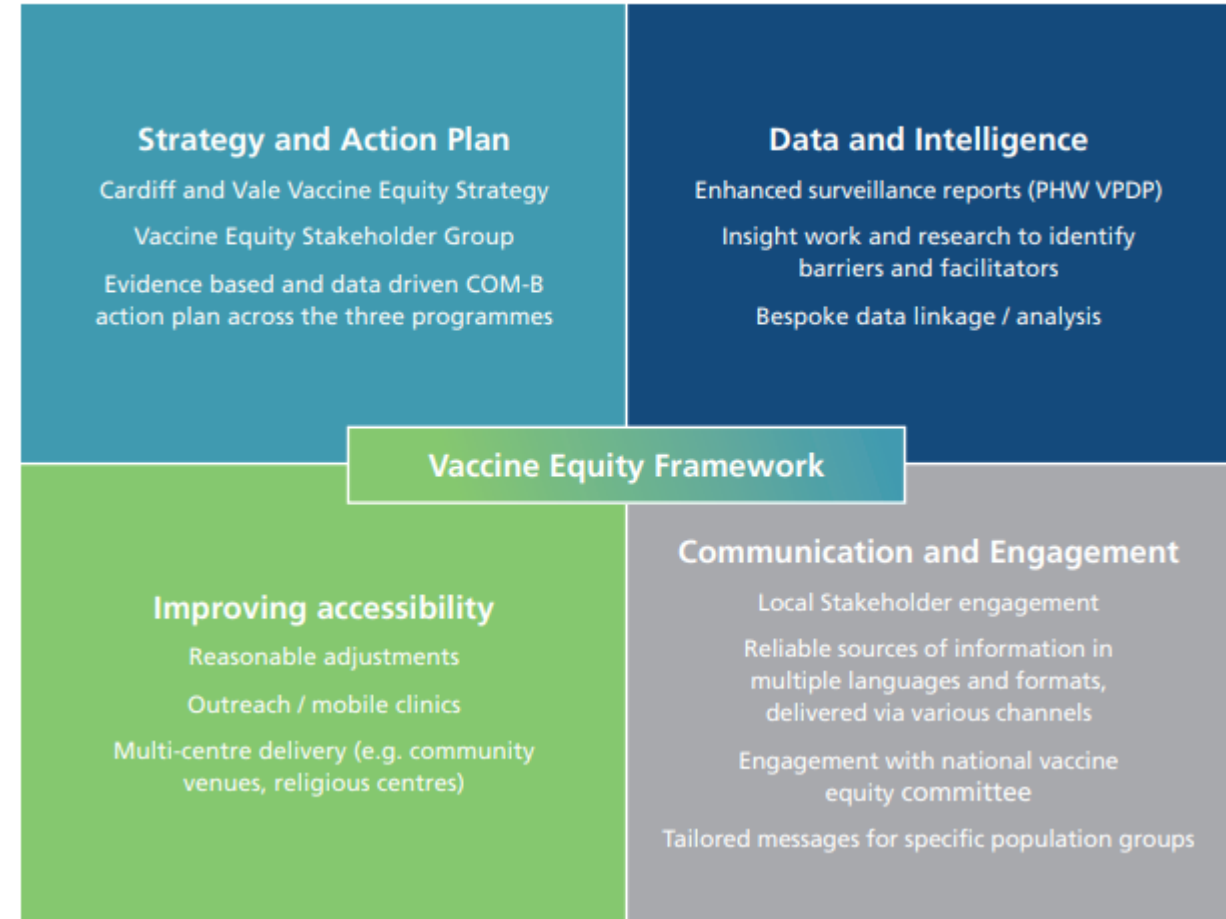 Strategy and Action Plan
Cardiff and Vale Vaccine Equity Strategy
Vaccine Equity Stakeholder Group
Evidence based and data driven COM-B
action plan across the three programmes
Data and Intelligence
Enhanced surveillance reports (PHW VPDP)
Insight work and research to identify
barriers and facilitators
Bespoke data linkage / analysis
Vaccine Equity Framework
Improving accessibility
Reasonable adjustments
Outreach / mobile clinics
Multi-centre delivery (e.g. community
venues, religious centres)
Communication and Engagement
Local Stakeholder engagement
Reliable sources of information in
multiple languages and formats,
delivered via various channels
Engagement with national vaccine
equity committee
Tailored messages for specific population groups